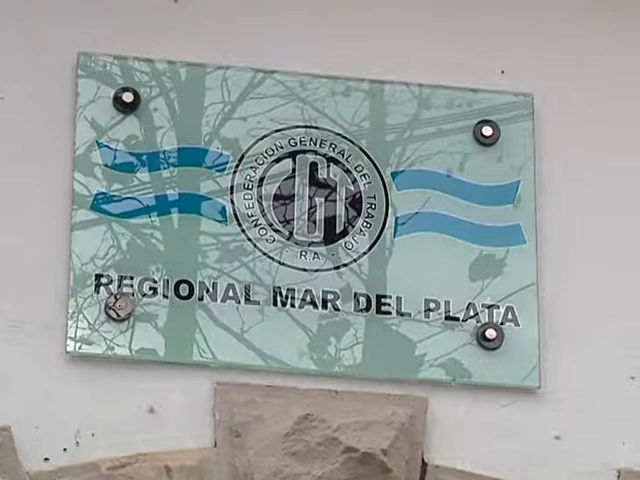 CONFEDERACION GENERAL DEL TRABAJO
CGT
- R.A. -
REGIONAL MAR DEL PLATA